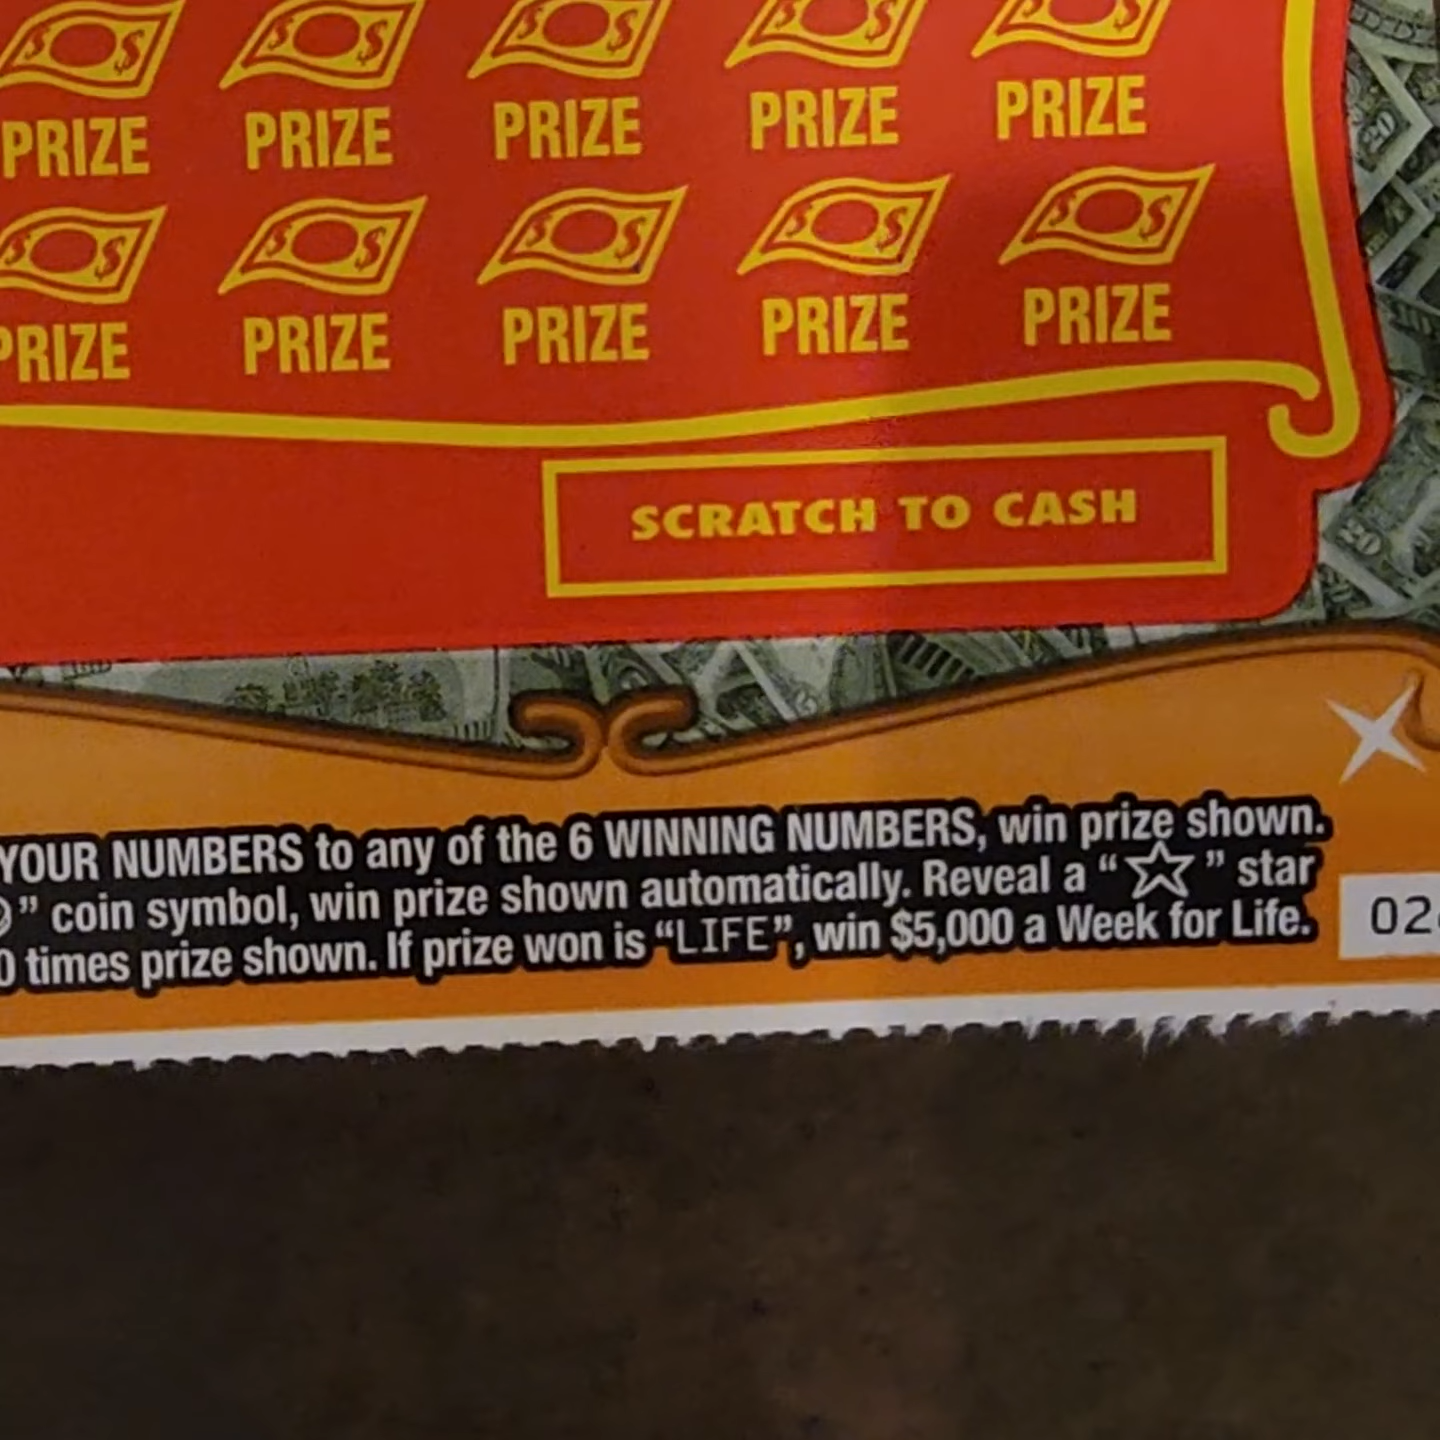 PRIZE PRIZE PRIZE PRIZE PRIZE
PRIZE PRIZE PRIZE PRIZE PRIZE
SCRATCH TO CASH
YOUR NUMBERS to any of the 6 WINNING NUMBERS, win prize shown.
” coin symbol, win prize shown automatically. Reveal a “☆” star
0 times prize shown. If prize won is “LIFE”, win $5,000 a Week for Life.
02